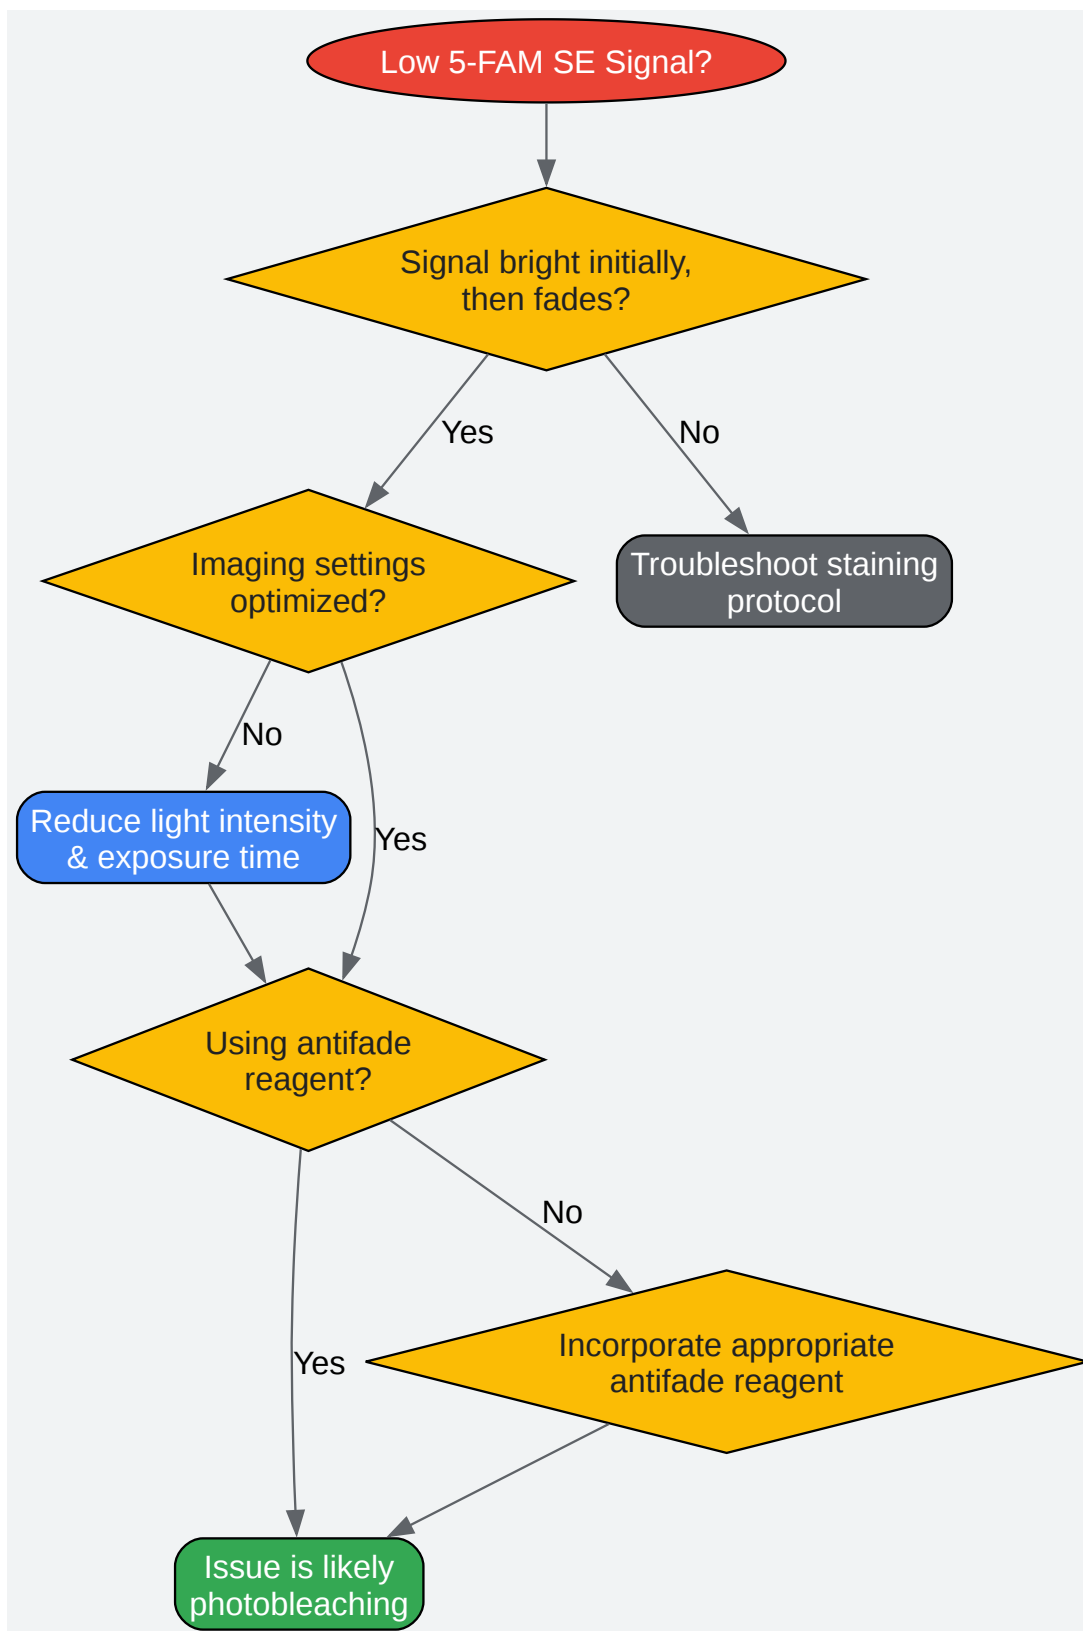 Low 5-FAM SE Signal?
Signal bright initially,
then fades?
Yes
No
Imaging settings
optimized?
Troubleshoot staining
protocol
No
Reduce light intensity
& exposure time
Yes
Using antifade
reagent?
No
Yes
Incorporate appropriate
antifade reagent
Issue is likely
photobleaching